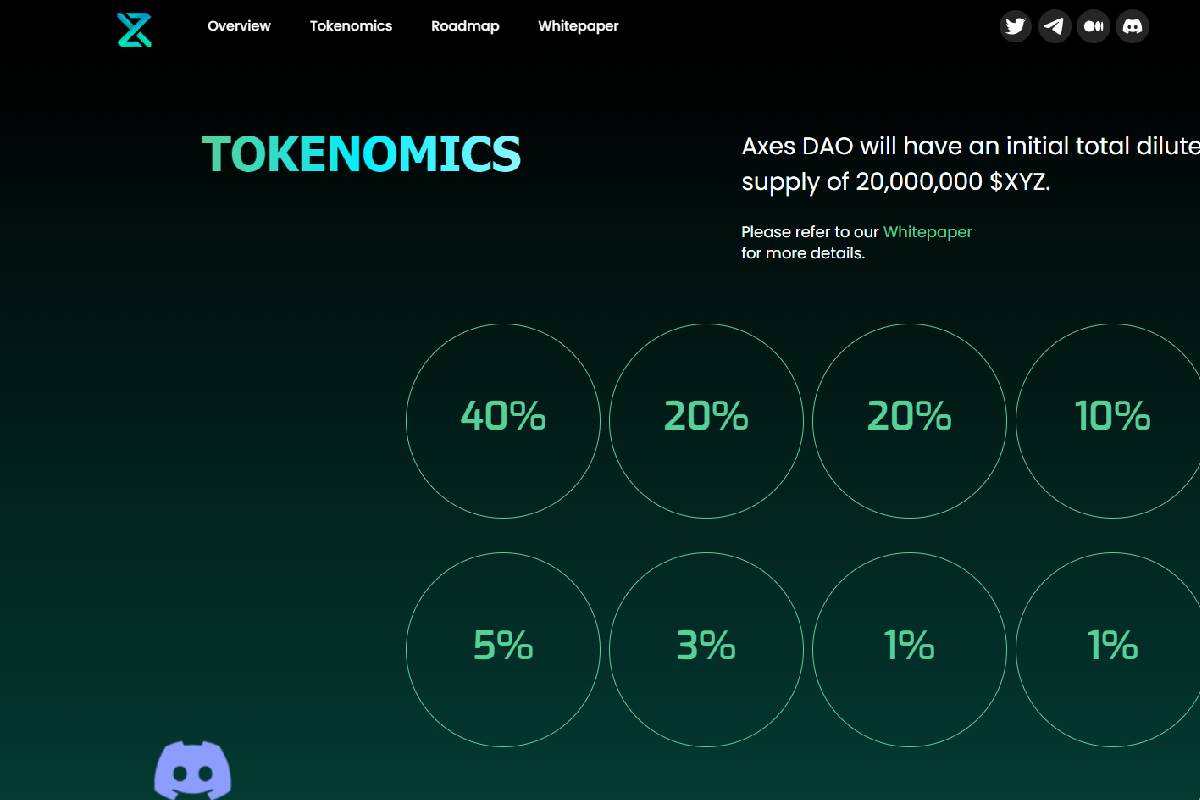 Overview Tokenomics Roadmap Whitepaper
TOKENOMICS
Axes DAO will have an initial total dilute
supply of 20,000,000 $XYZ.
Please refer to our Whitepaper
for more details.
40% 20% 20% 10%
5% 3% 1% 1%